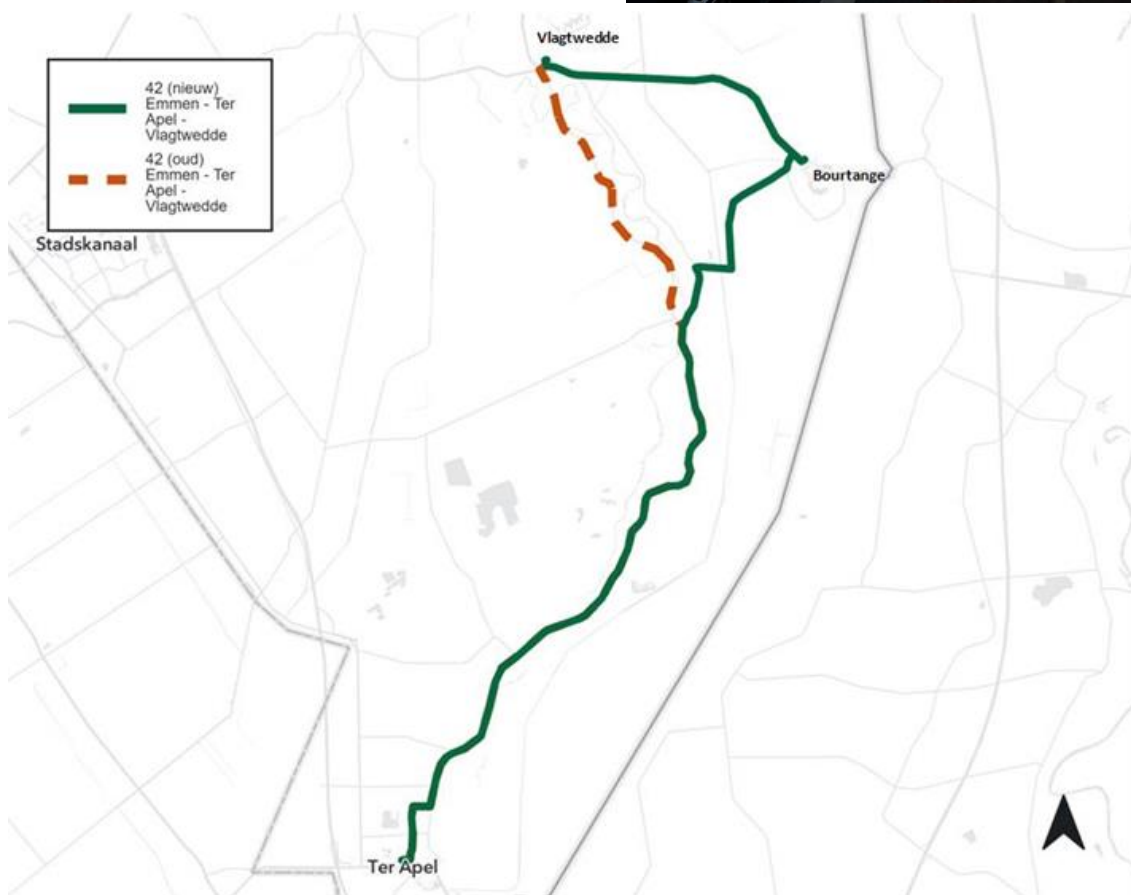 Vlagtwedde
42 (nieuw)
Emmen - Ter
Apel -
Vlagtwedde
42 (oud)
Emmen - Ter
Apel -
Vlagtwedde
Bourtange
Stadskanaal
Ter Apel